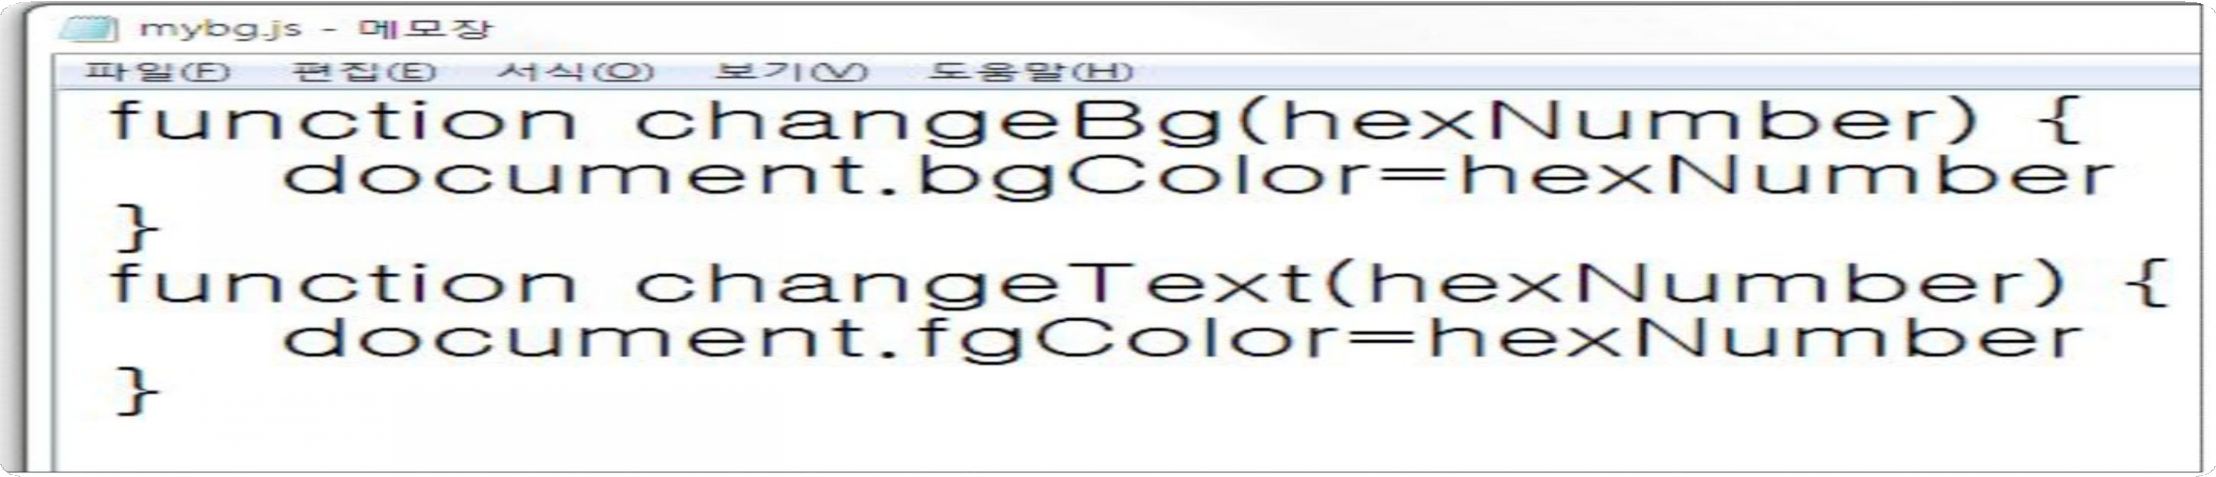 mybg.js - 메모장
파일(F) 편집(E) 서식(O) 보기(V) 도움말(H)
function changeBg(hexNumber) {
    document.bgColor=hexNumber
}
function changeText(hexNumber) {
    document.fgColor=hexNumber
}